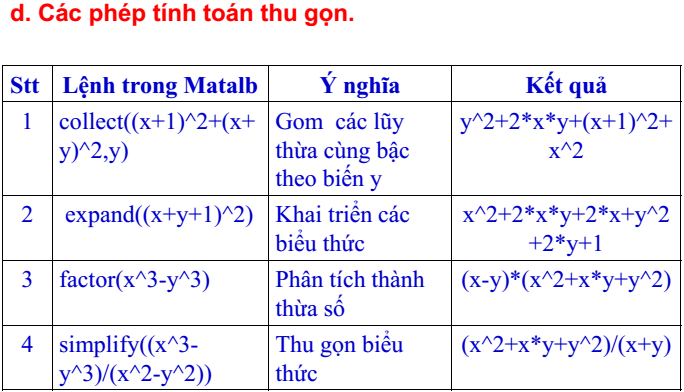 d. Các phép tính toán thu gọn.
Stt Lệnh trong Matalb Ý nghĩa Kết quả
1 collect((x+1)^2+(x+ Gom các lũy y^2+2*x*y+(x+1)^2+
y)^2,y) thừa cùng bậc x^2
theo biến y
2 expand((x+y+1)^2) Khai triển các x^2+2*x*y+2*x+y^2
biểu thức +2*y+1
3 factor(x^3-y^3) Phân tích thành (x-y)*(x^2+x*y+y^2)
thừa số
4 simplify((x^3- Thu gọn biểu (x^2+x*y+y^2)/(x+y)
y^3)/(x^2-y^2)) thức